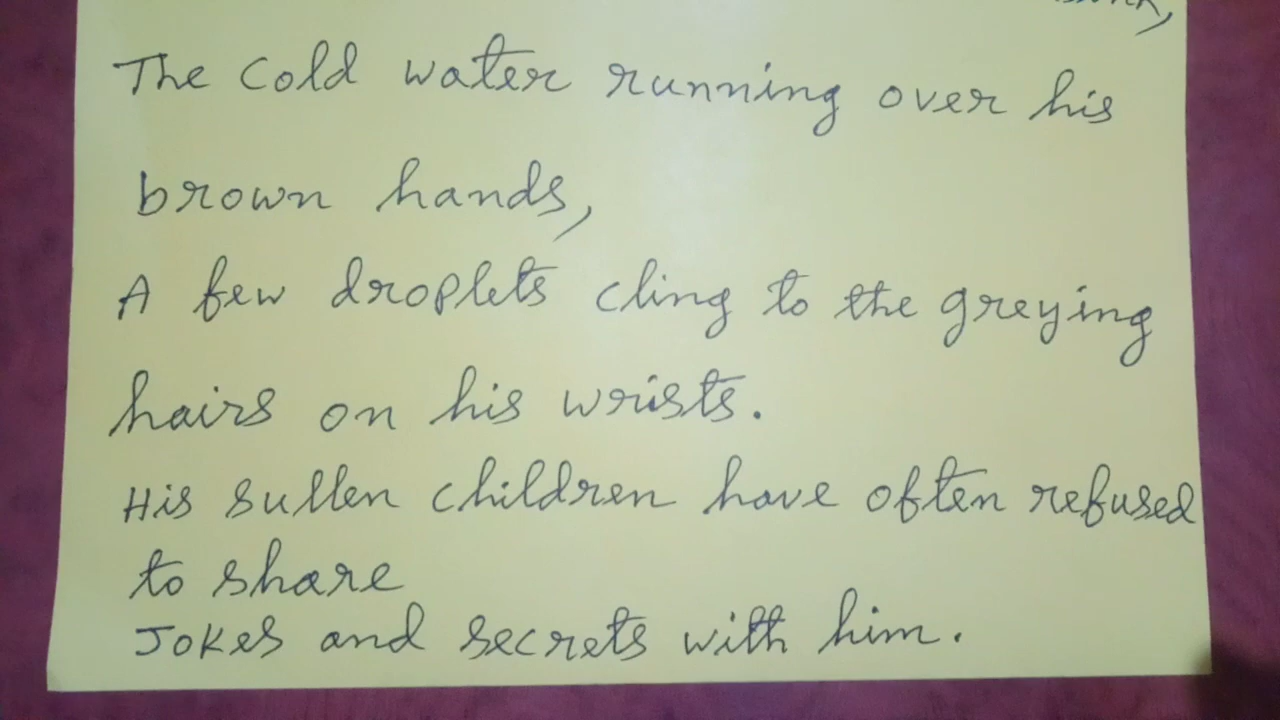 The cold water running over his
brown hands,
A few droplets cling to the greying
hairs on his wrists.
His sullen children have often refused
to share
Jokes and secrets with him.